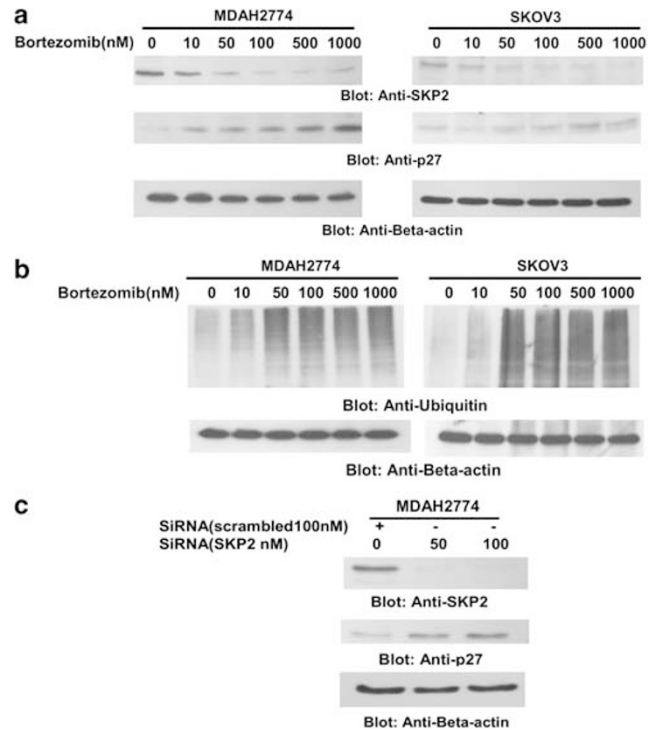 a
MDAH2774 SKOV3
Bortezomib(nM) 0 10 50 100 500 1000 0 10 50 100 500 1000
Blot: Anti-SKP2
Blot: Anti-p27
Blot: Anti-Beta-actin
b
MDAH2774 SKOV3
Bortezomib(nM) 0 10 50 100 500 1000 0 10 50 100 500 1000
Blot: Anti-Ubiquitin
Blot: Anti-Beta-actin
c
MDAH2774
SiRNA(scrambled100nM) + - -
SiRNA(SKP2 nM) 0 50 100
Blot: Anti-SKP2
Blot: Anti-p27
Blot: Anti-Beta-actin